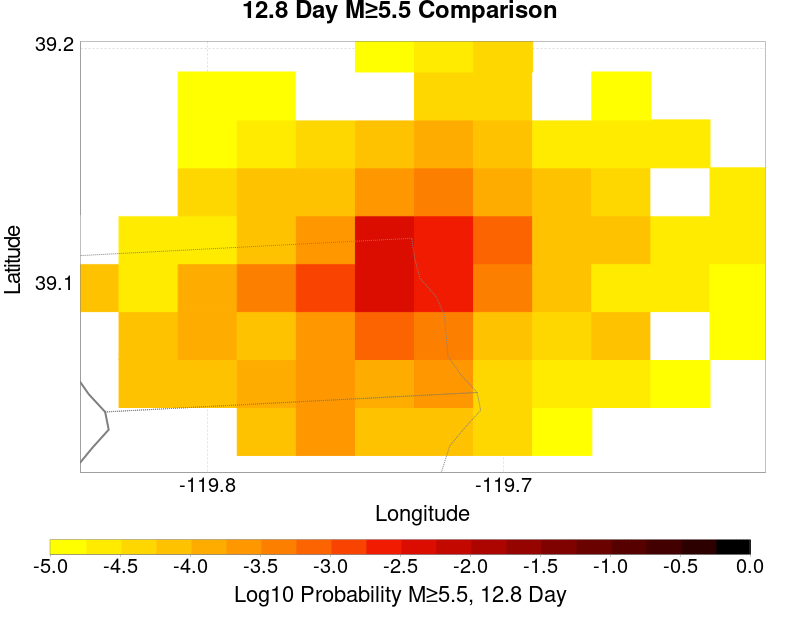 12.8 Day M≥5.5 Comparison
39.2
39.1
Latitude
-119.8 -119.7
Longitude
-5.0 -4.5 -4.0 -3.5 -3.0 -2.5 -2.0 -1.5 -1.0 -0.5 0.0
Log10 Probability M≥5.5, 12.8 Day